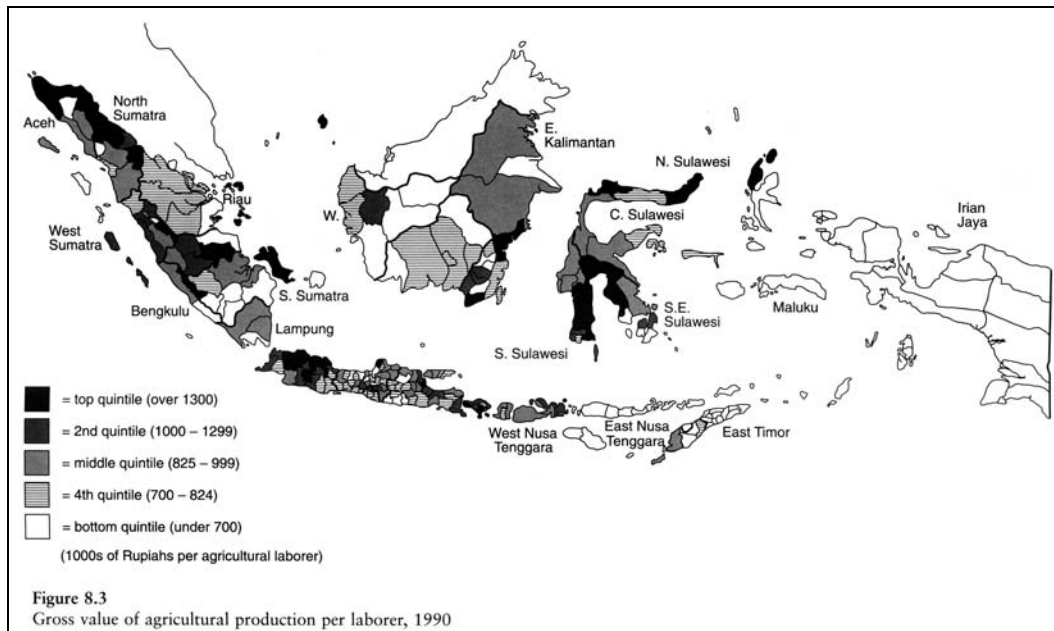 North
Sumatra
Aceh
E.
Kalimantan
N. Sulawesi
Riau
W.
C. Sulawesi
Irian
Jaya
West
Sumatra
S. Sumatra
Bengkulu
Lampung
S.E.
Sulawesi
Maluku
S. Sulawesi
= top quintile (over 1300)
= 2nd quintile (1000 – 1299)
= middle quintile (825 – 999)
= 4th quintile (700 – 824)
= bottom quintile (under 700)
(1000s of Rupiahs per agricultural laborer)
West Nusa
Tenggara
East Nusa
Tenggara
East Timor
Figure 8.3
Gross value of agricultural production per laborer, 1990